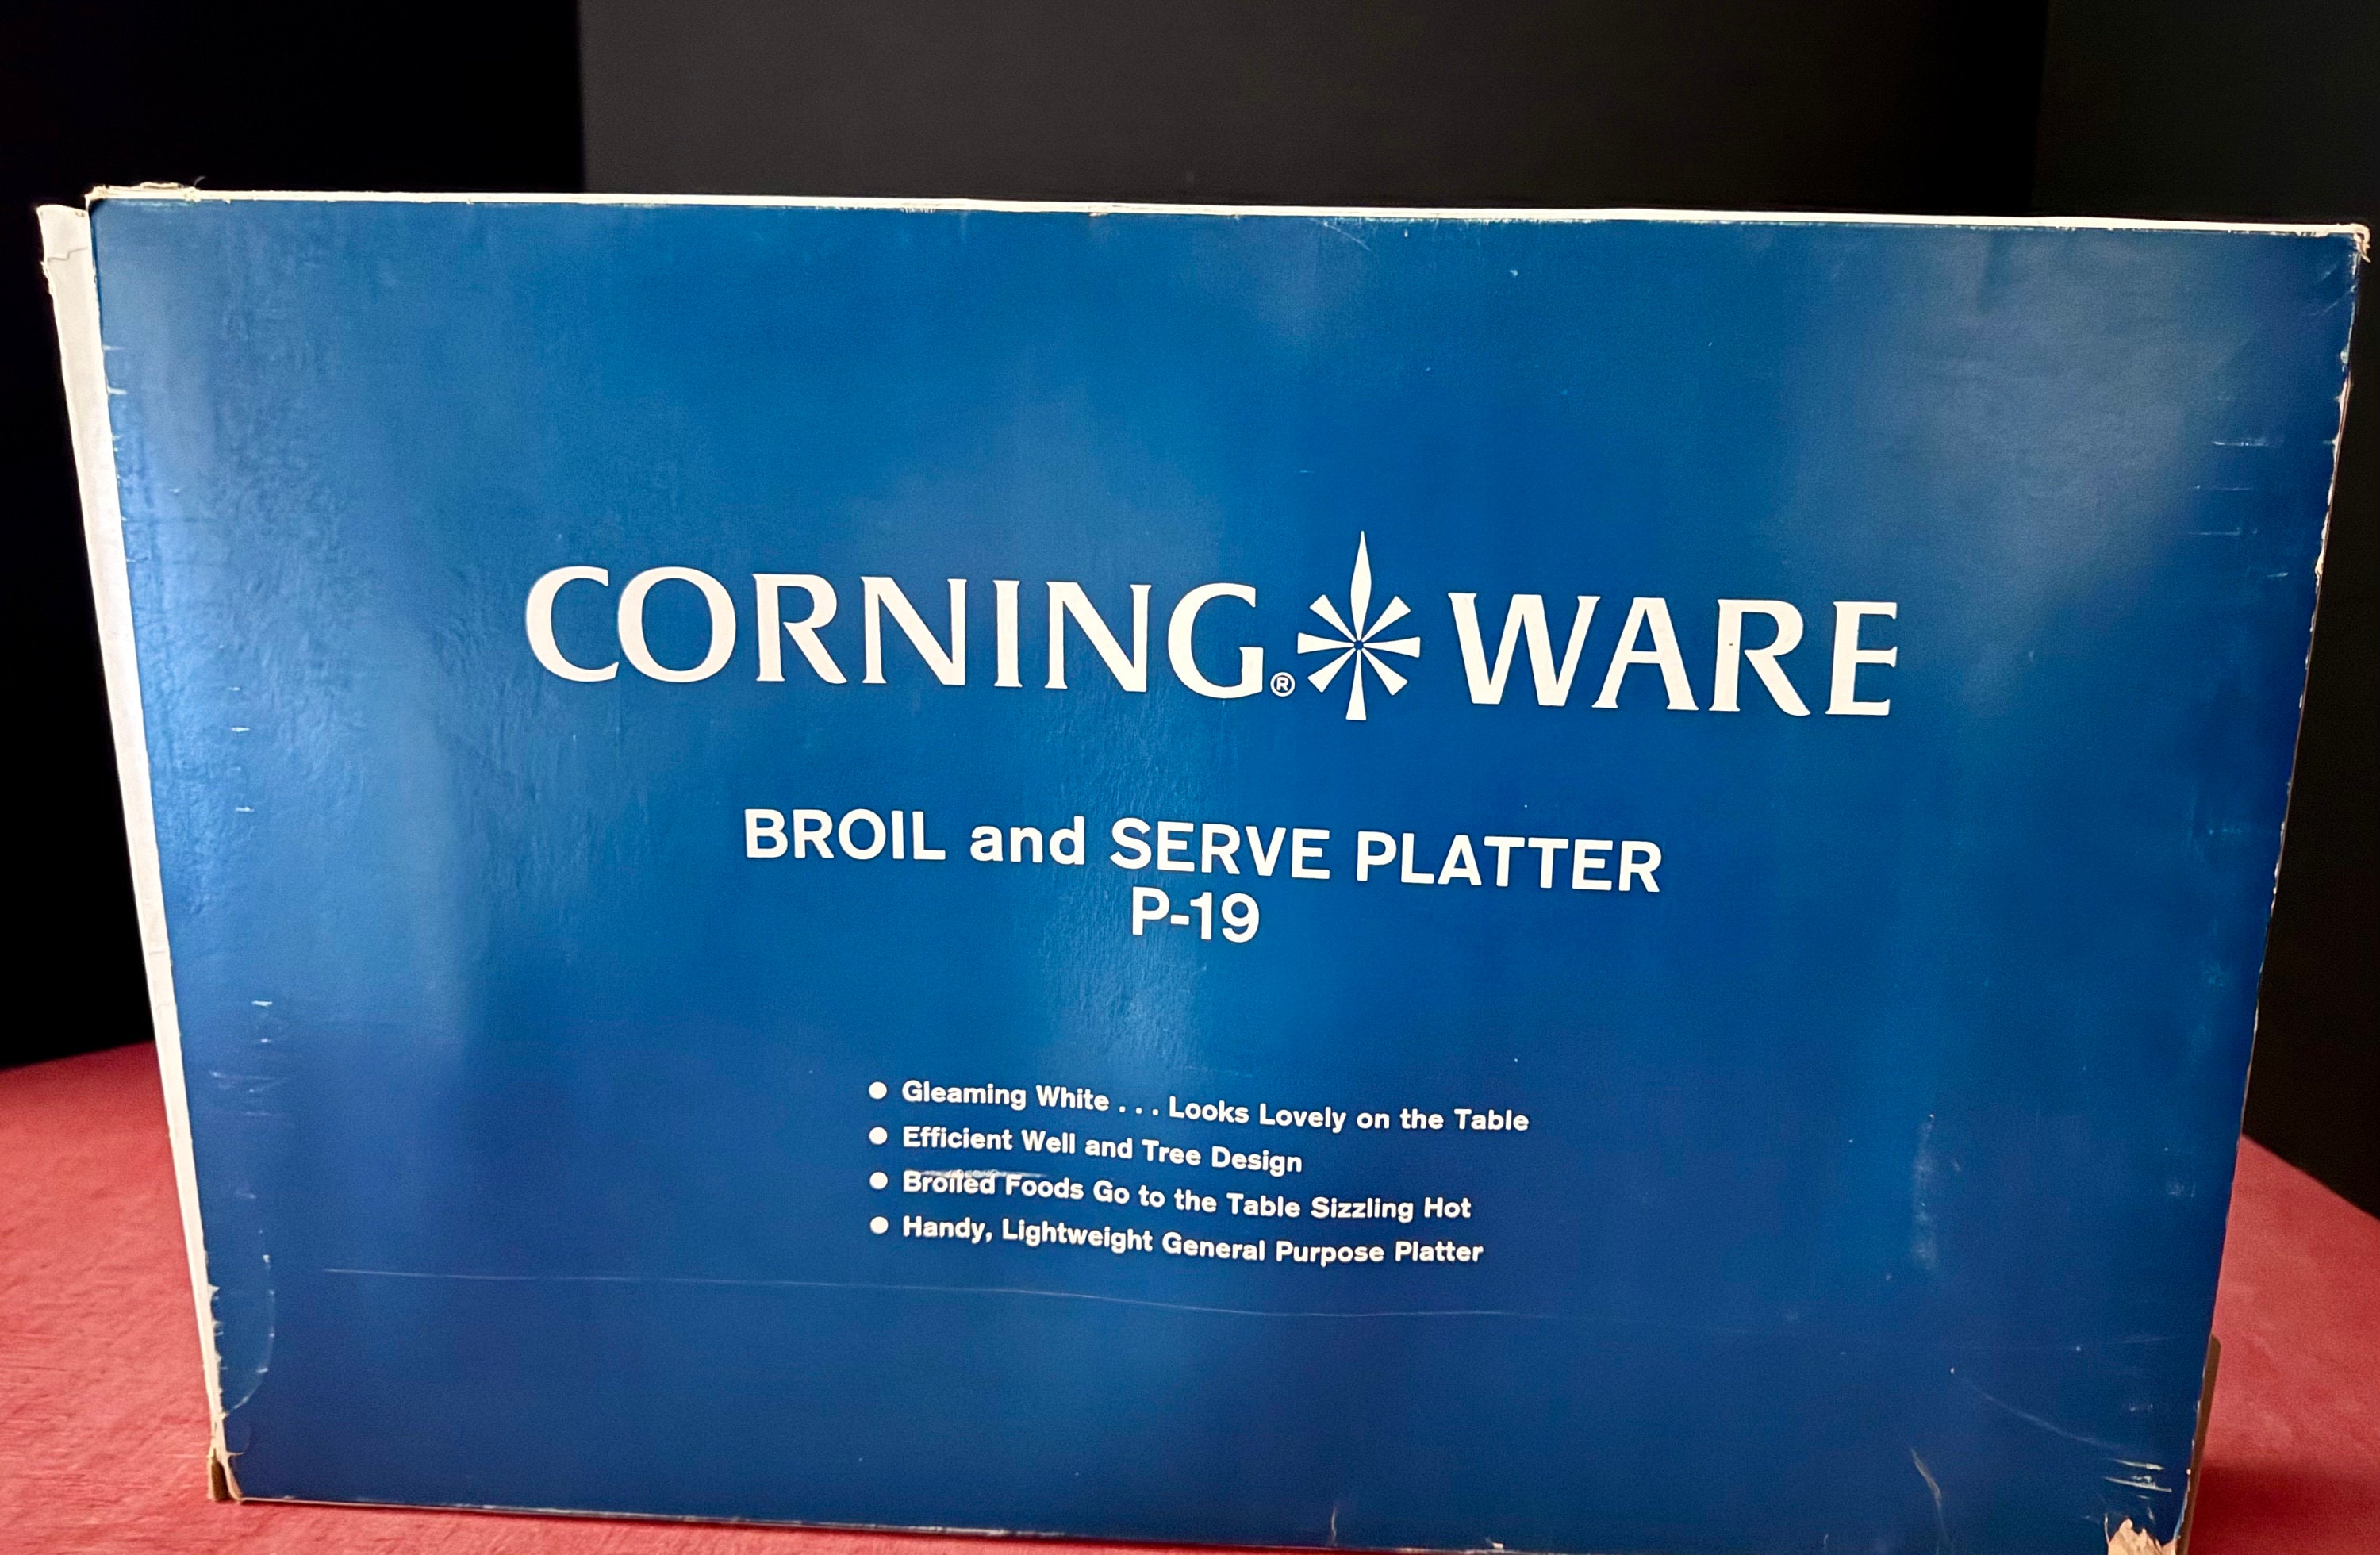 CORNING® WARE
BROIL and SERVE PLATTER
P-19
● Gleaming White . . . Looks Lovely on the Table
● Efficient Well and Tree Design
● Broiled Foods Go to the Table Sizzling Hot
● Handy, Lightweight General Purpose Platter